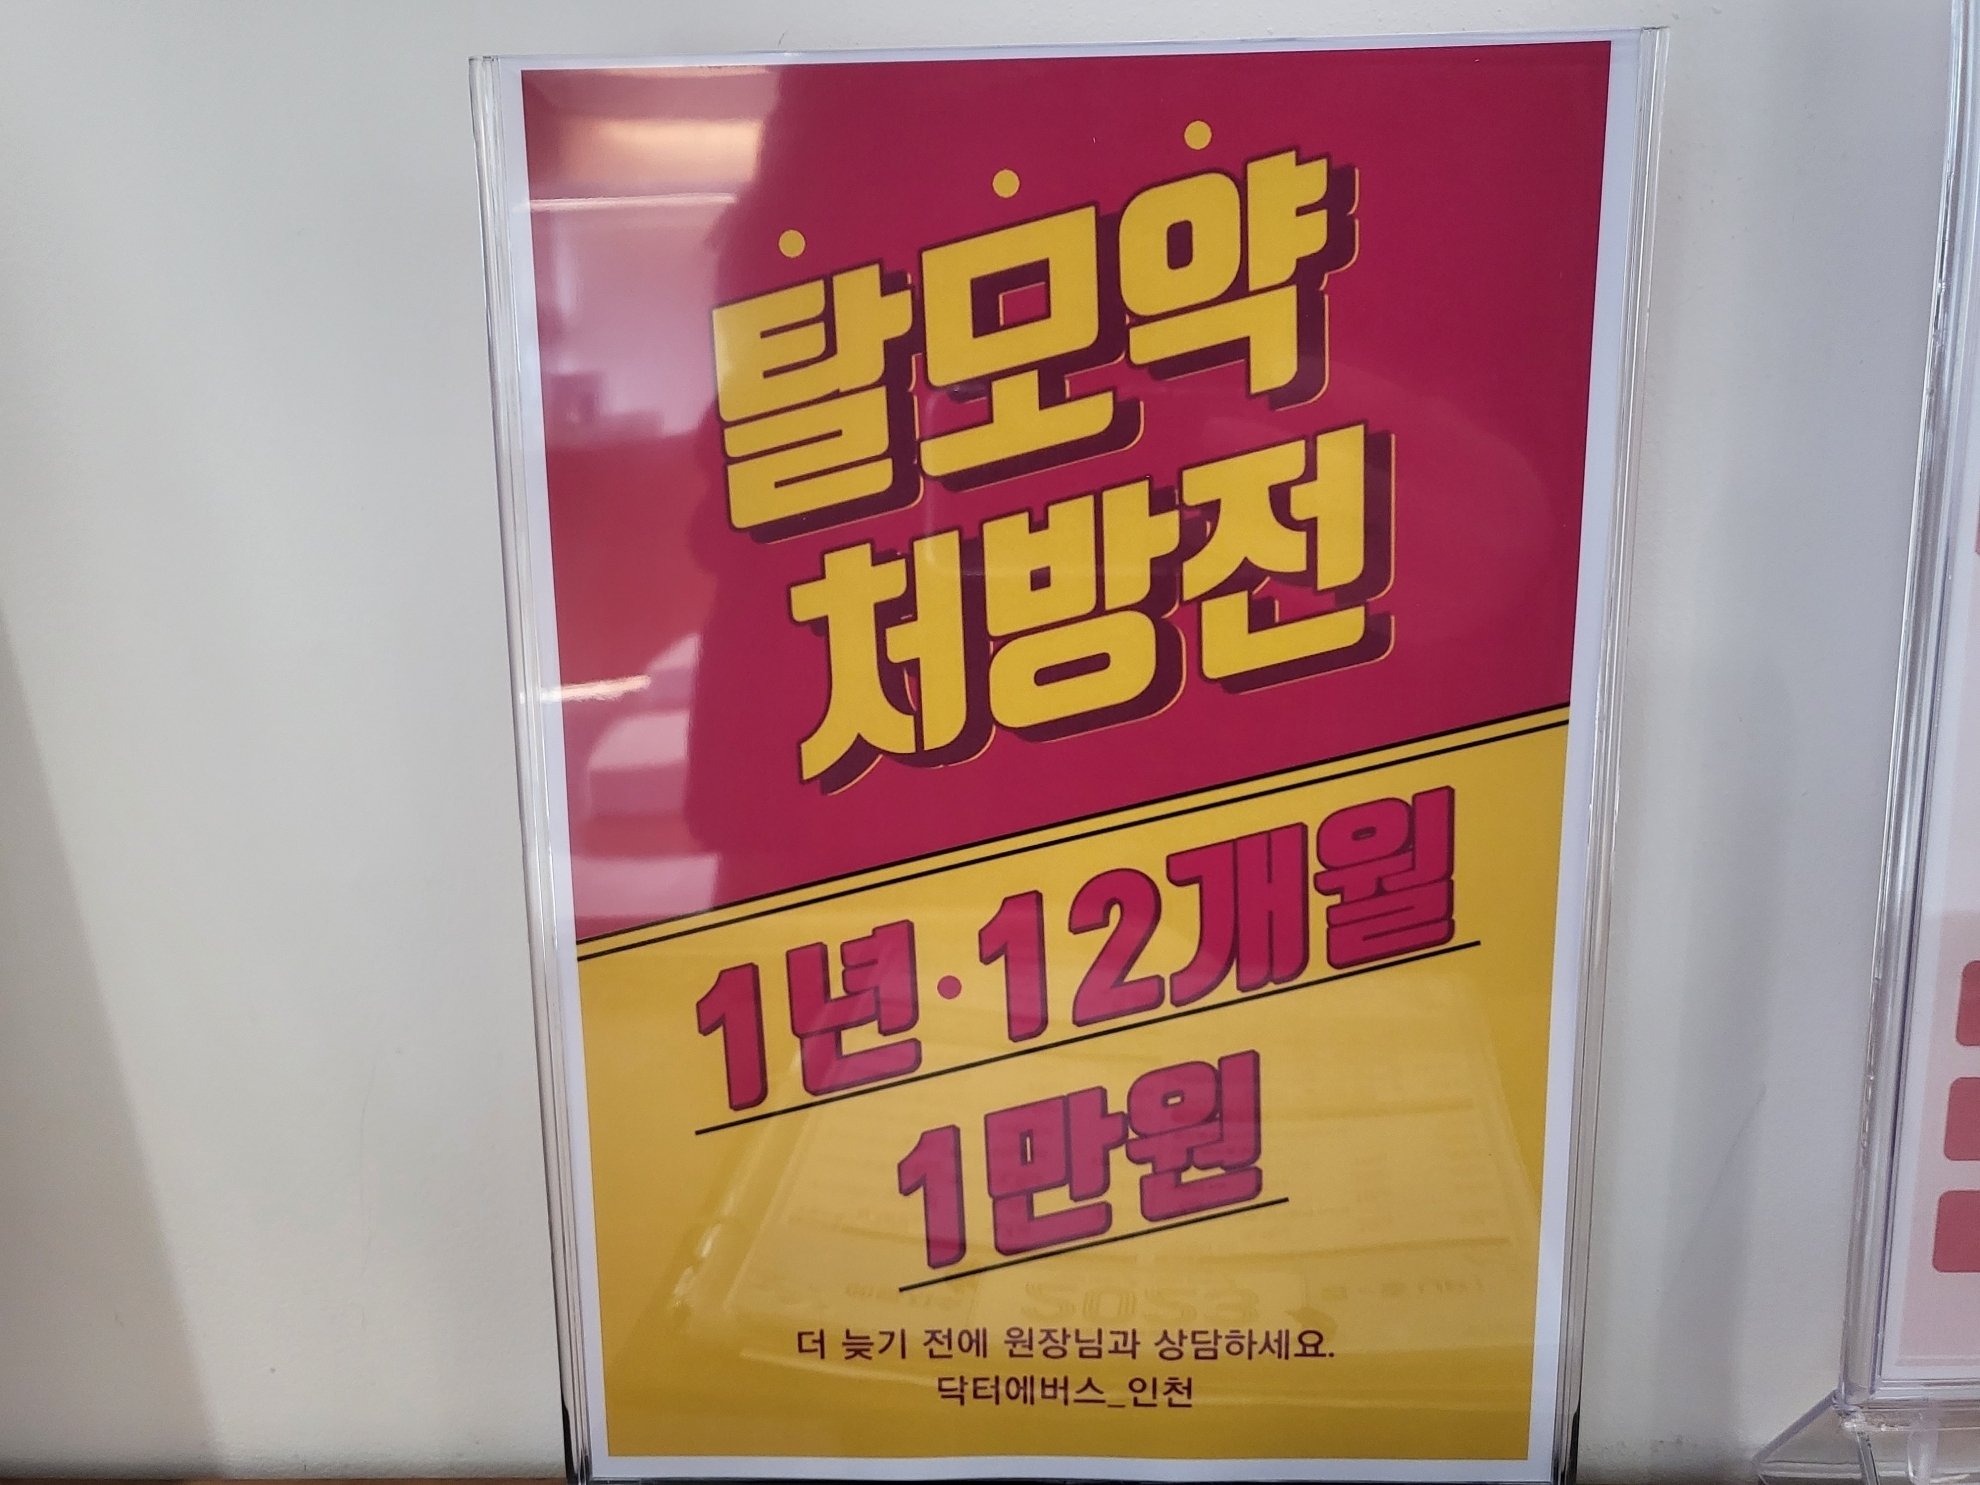 탈모약
처방전
1년·12개월
1만원
더 늦기 전에 원장님과 상담하세요.
닥터에버스_인천